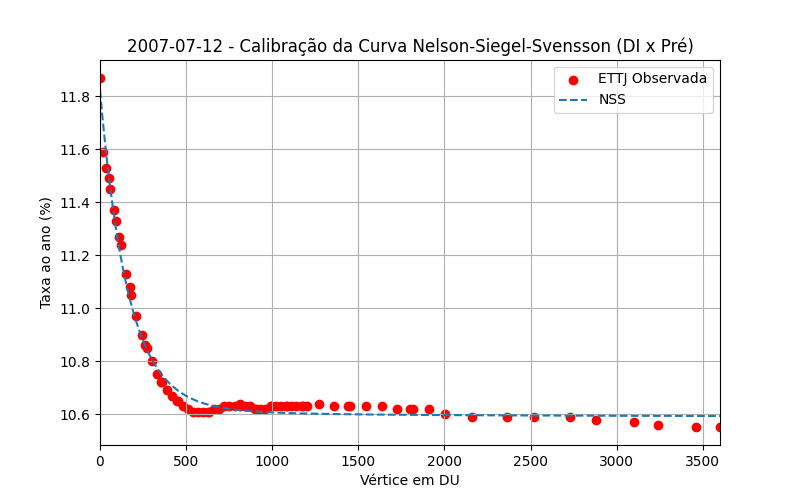 2007-07-12 - Calibração da Curva Nelson-Siegel-Svensson (DI x Pré)
ETTJ Observada
NSS
Taxa ao ano (%)
11.8
11.6
11.4
11.2
11.0
10.8
10.6
0 500 1000 1500 2000 2500 3000 3500
Vértice em DU